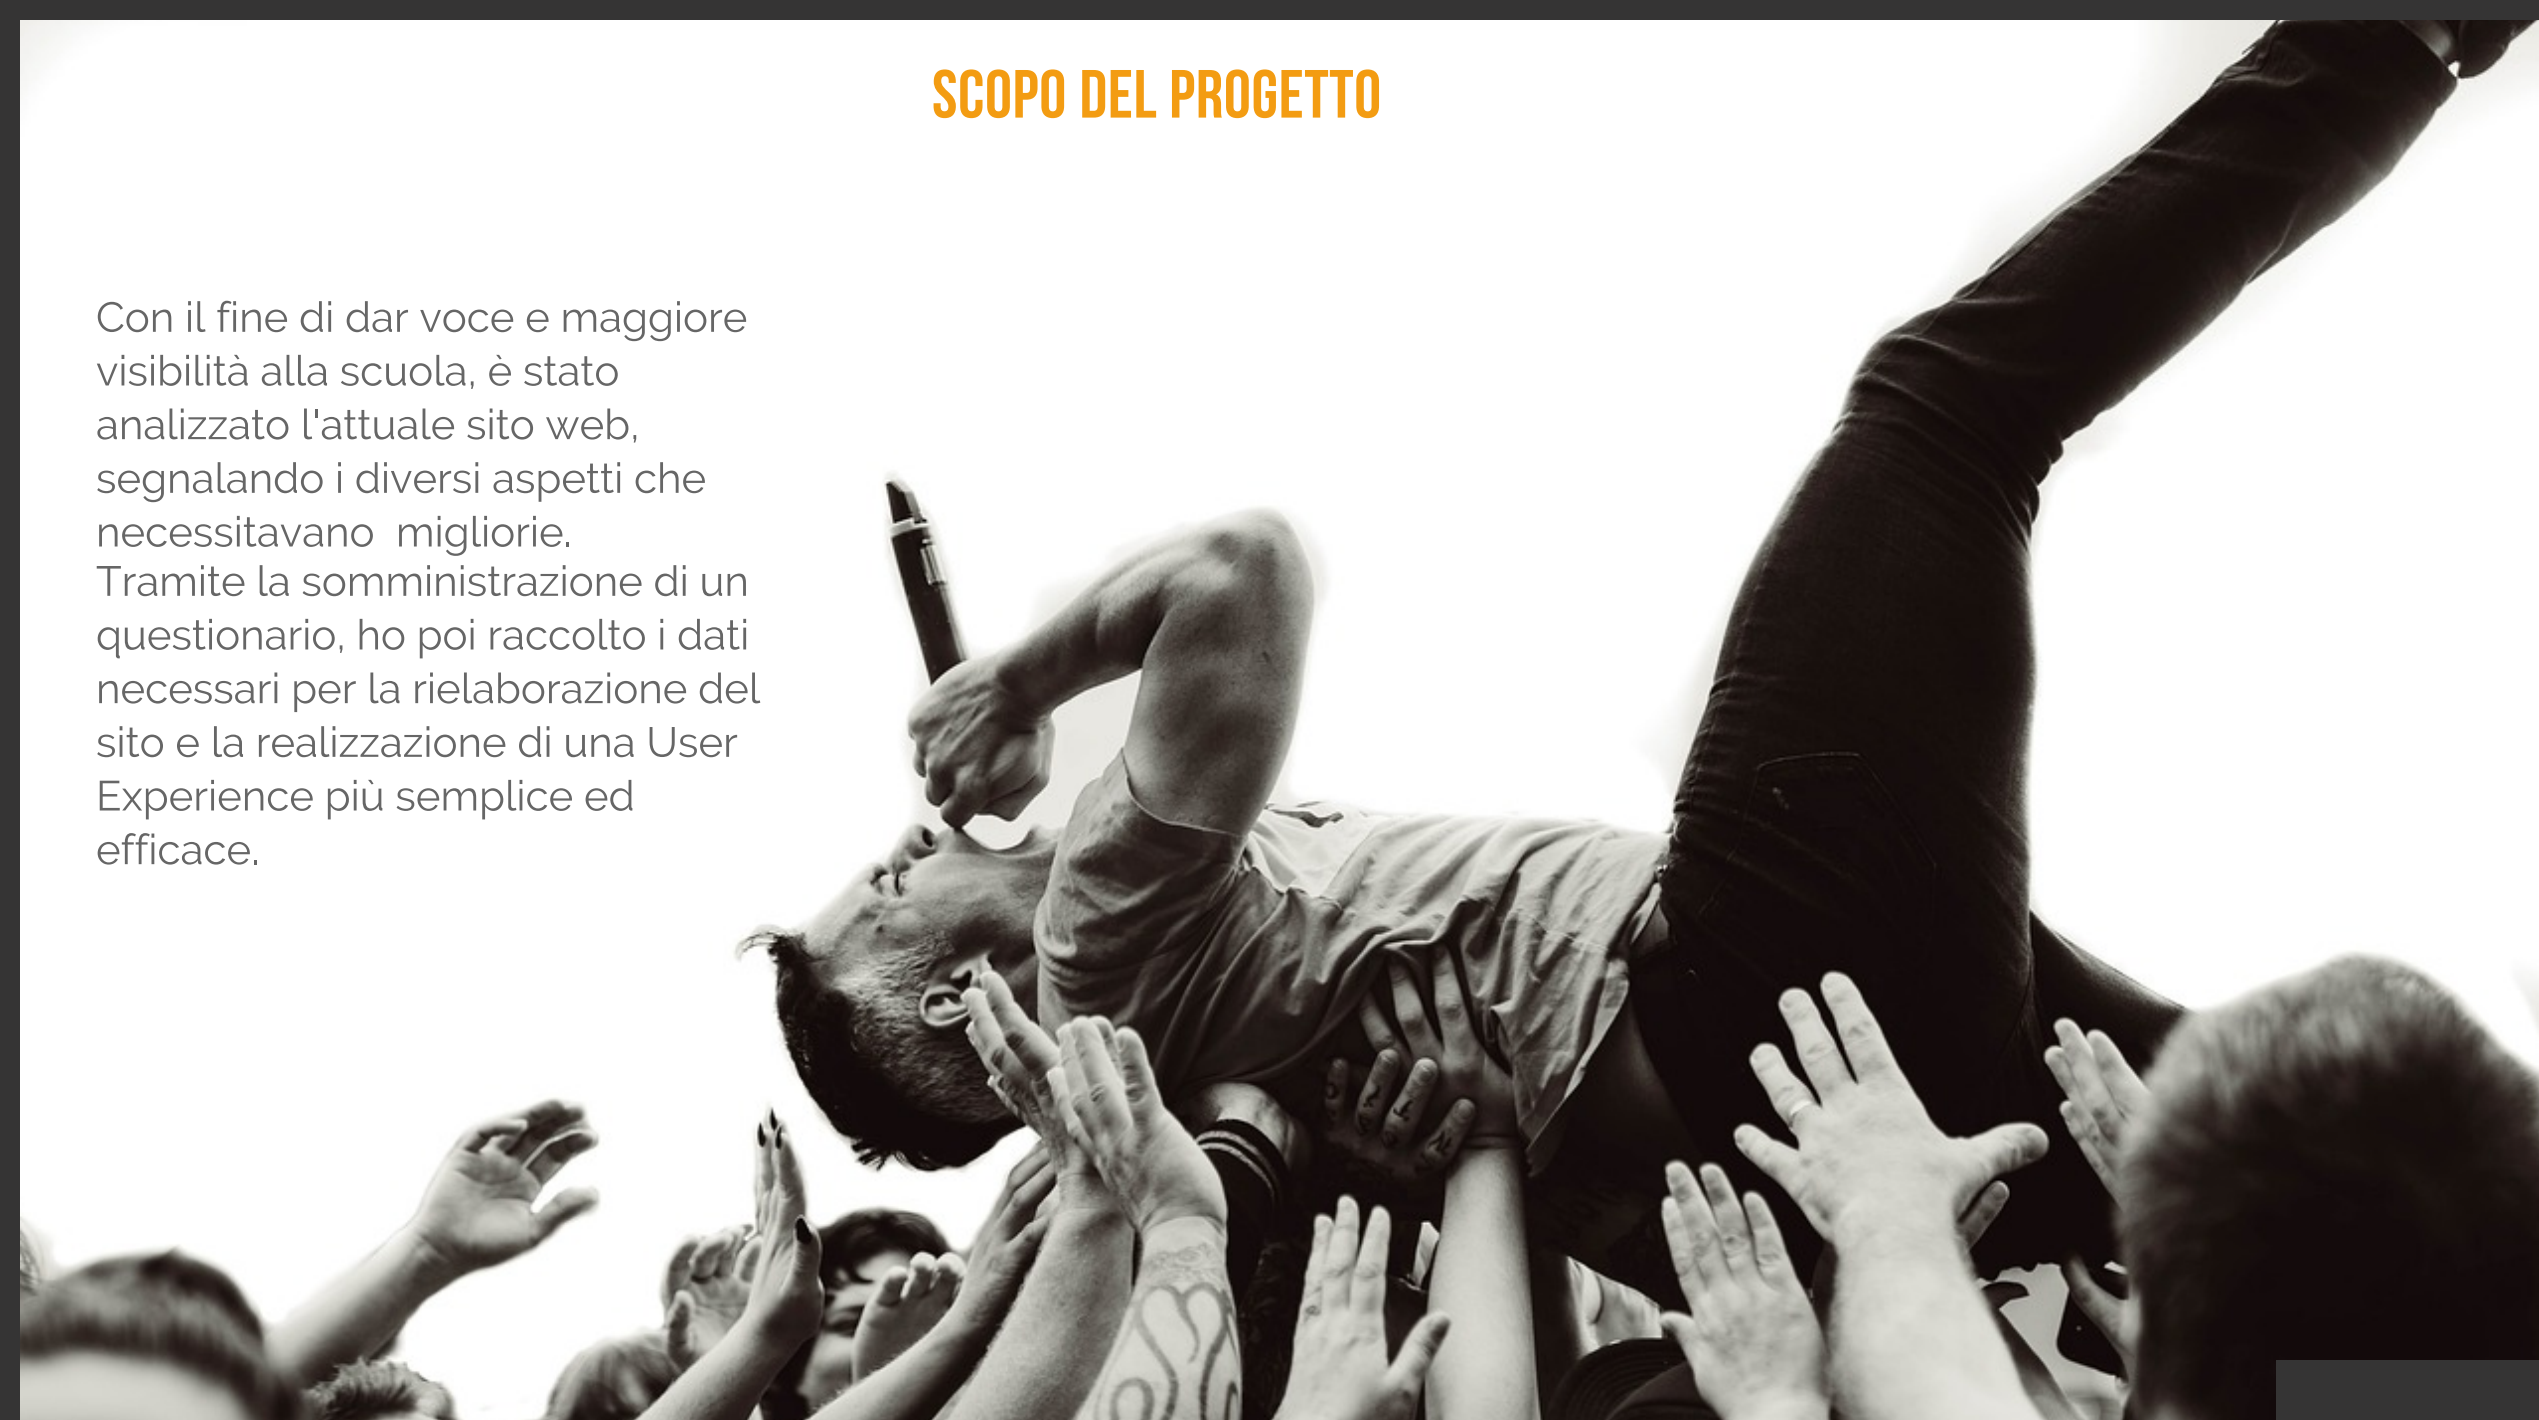 SCOPO DEL PROGETTO
Con il fine di dar voce e maggiore
visibilità alla scuola, è stato
analizzato l'attuale sito web,
segnalando i diversi aspetti che
necessitavano  migliorie.
Tramite la somministrazione di un
questionario, ho poi raccolto i dati
necessari per la rielaborazione del
sito e la realizzazione di una User
Experience più semplice ed
efficace.